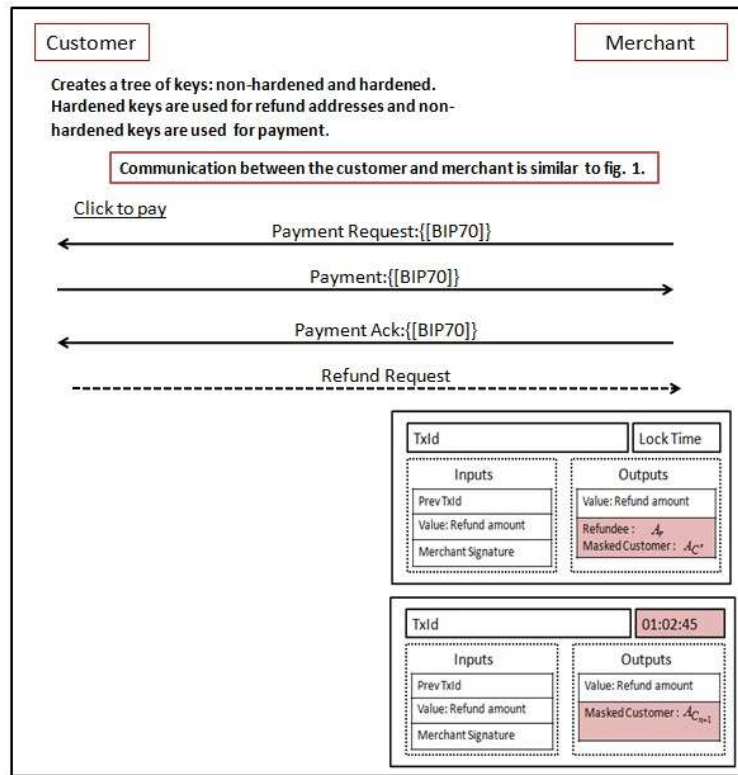 Customer
Merchant
Creates a tree of keys: non-hardened and hardened.
Hardened keys are used for refund addresses and non-
hardened keys are used for payment.
Communication between the customer and merchant is similar to fig. 1.
Click to pay
Payment Request:{[BIP70]}
Payment:{[BIP70]}
Payment Ack:{[BIP70]}
Refund Request
TxId
Lock Time
Inputs
Outputs
Prev TxId
Value: Refund amount
Merchant Signature
Value: Refund amount
Refundee : Aᵣ
Masked Customer : A_C'
TxId
01:02:45
Inputs
Outputs
Prev TxId
Value: Refund amount
Merchant Signature
Value: Refund amount
Masked Customer : A_Cₙ₊₁